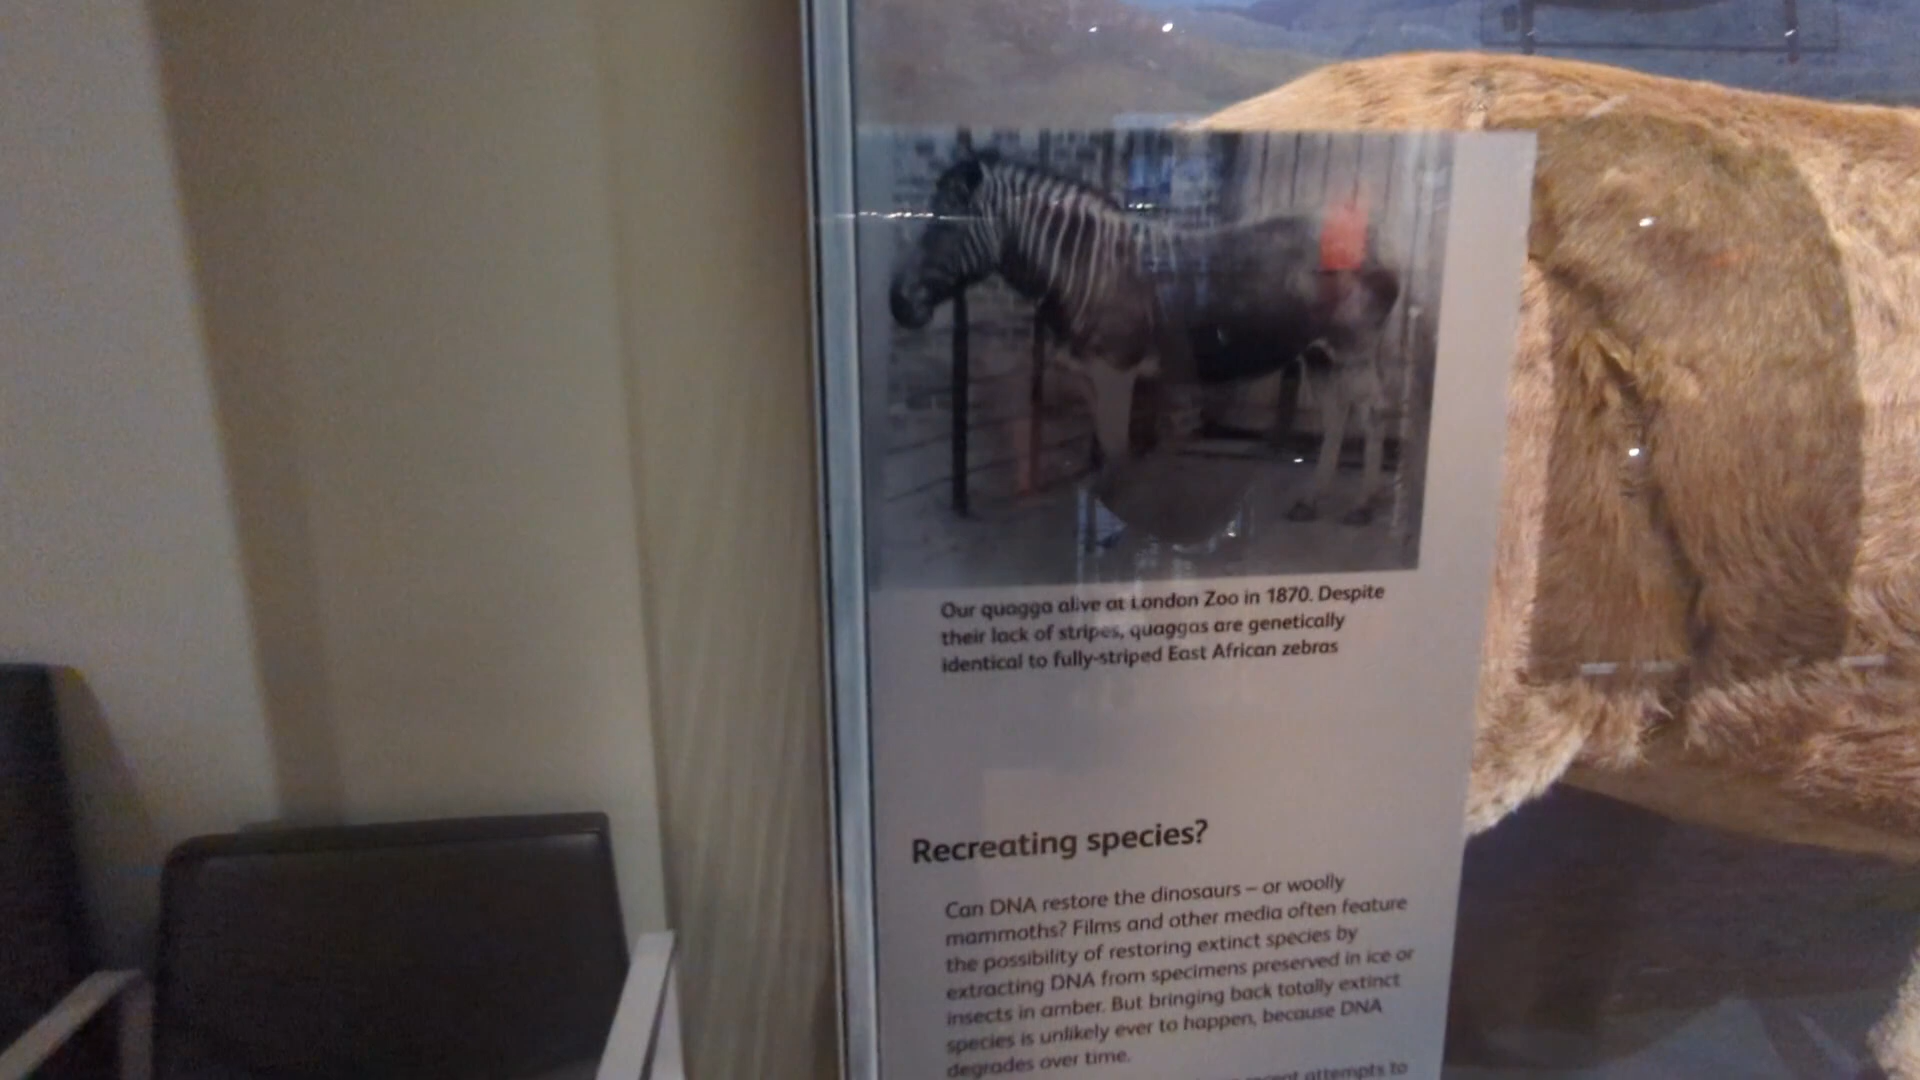 Our quagga alive at London Zoo in 1870. Despite
their lack of stripes, quaggas are genetically
identical to fully-striped East African zebras
Recreating species?
Can DNA restore the dinosaurs – or woolly
mammoths? Films and other media often feature
the possibility of restoring extinct species by
extracting DNA from specimens preserved in ice or
insects in amber. But bringing back totally extinct
species is unlikely ever to happen, because DNA
degrades over time.
recent attempts to